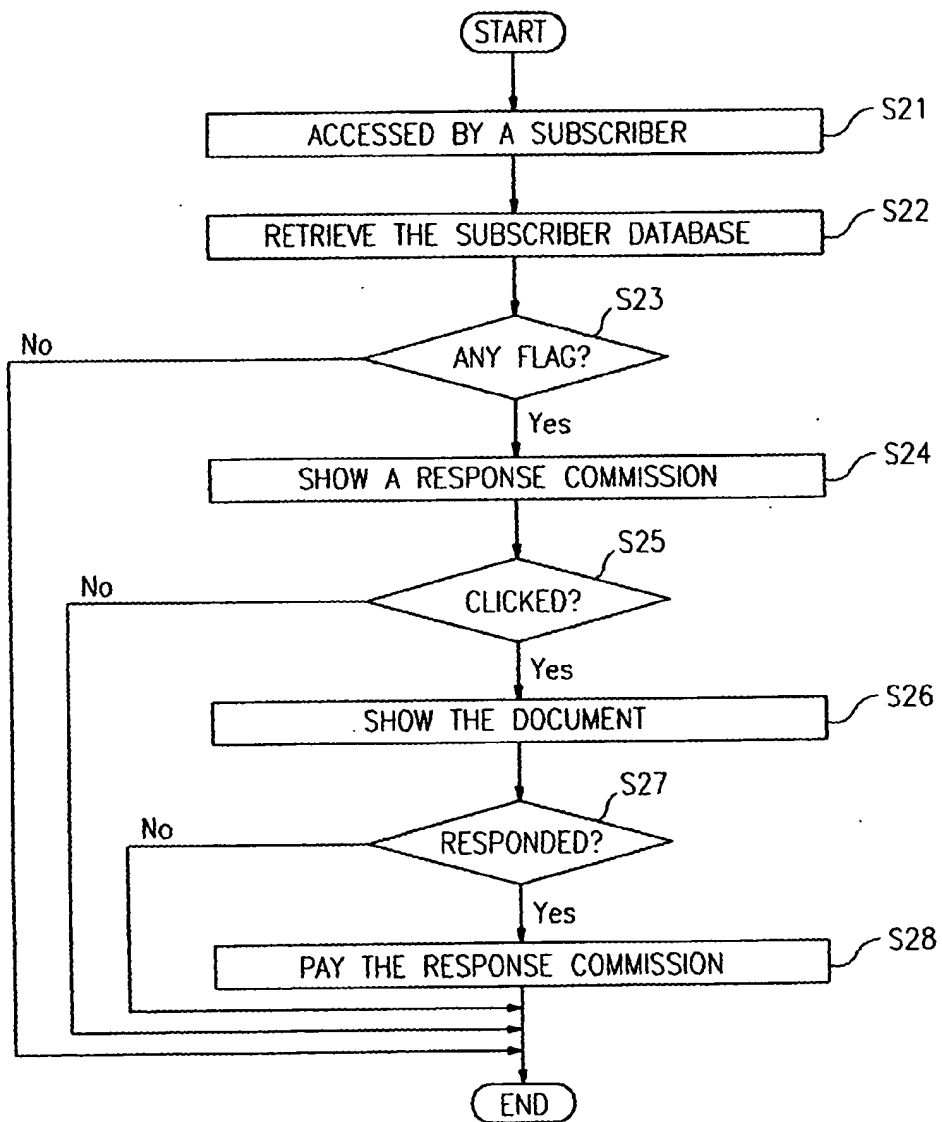 START
S21
ACCESSED BY A SUBSCRIBER
S22
RETRIEVE THE SUBSCRIBER DATABASE
S23
No
ANY FLAG?
Yes
S24
SHOW A RESPONSE COMMISSION
S25
No
CLICKED?
Yes
S26
SHOW THE DOCUMENT
S27
No
RESPONDED?
Yes
S28
PAY THE RESPONSE COMMISSION
END